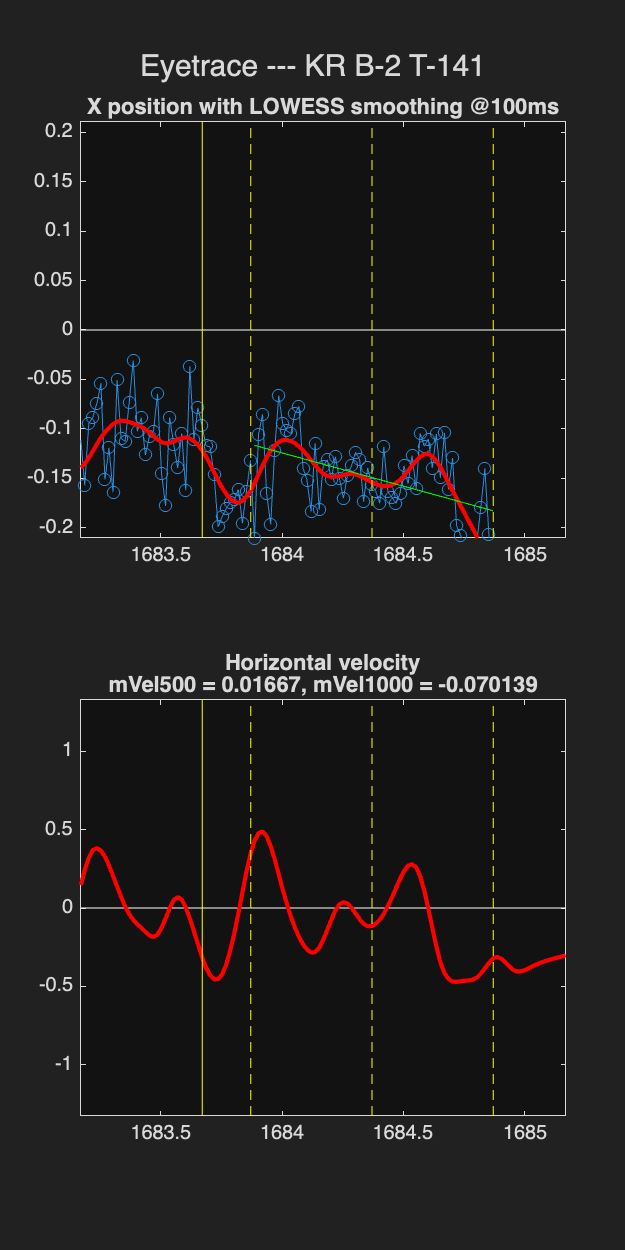 Eyetrace --- KR B-2 T-141
X position with LOWESS smoothing @100ms
0.2
0.15
0.1
0.05
0
-0.05
-0.1
-0.15
-0.2
1683.5 1684 1684.5 1685
Horizontal velocity
mVel500 = 0.01667, mVel1000 = -0.070139
1
0.5
0
-0.5
-1
1683.5 1684 1684.5 1685